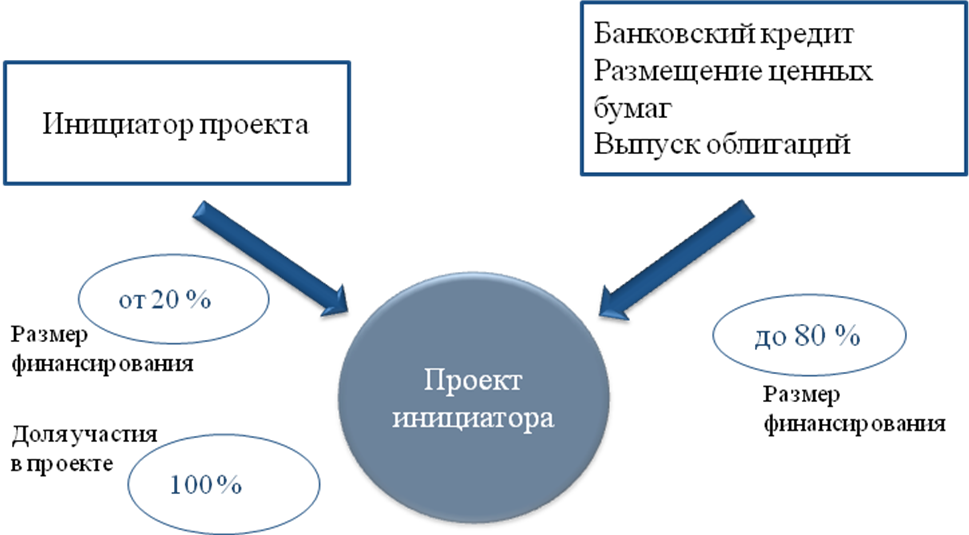 Инициатор проекта
Банковский кредит
Размещение ценных
бумаг
Выпуск облигаций
от 20 %
Размер
финансирования
Доля участия
в проекте
100 %
Проект
инициатора
до 80 %
Размер
финансирования